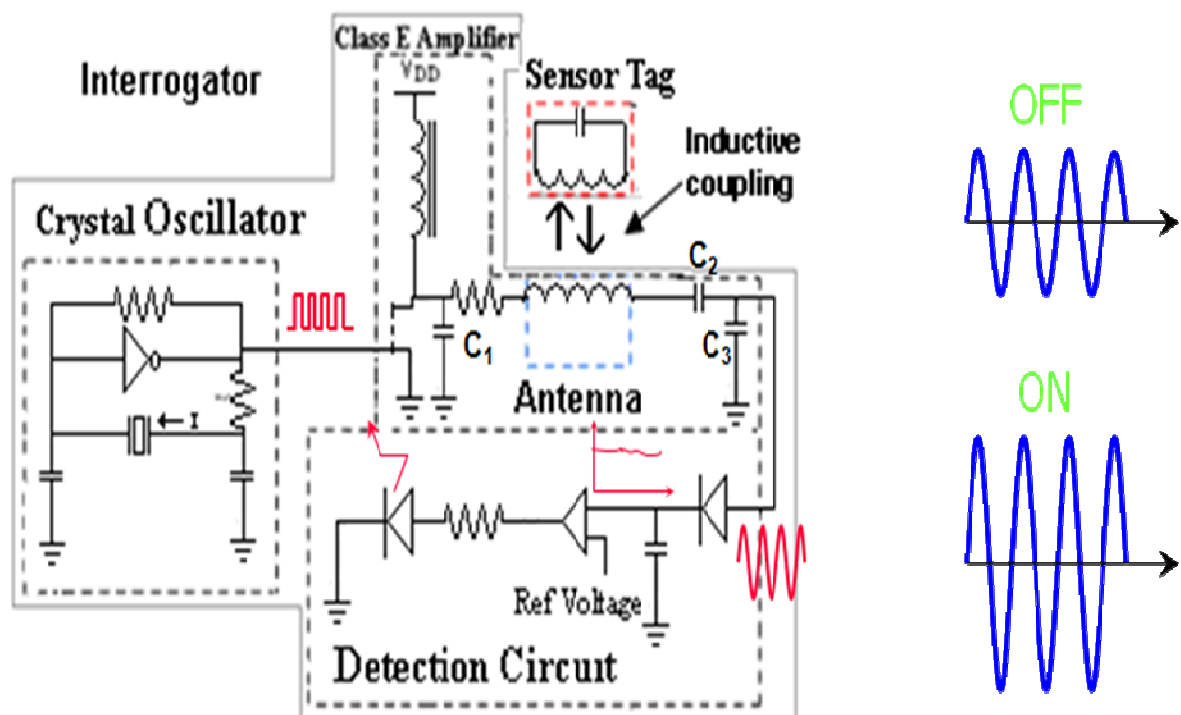 Class E Amplifier
Interrogator
VDD
Sensor Tag
Inductive
coupling
Crystal Oscillator
C2
C1
C3
I
Antenna
Ref Voltage
Detection Circuit
OFF
ON